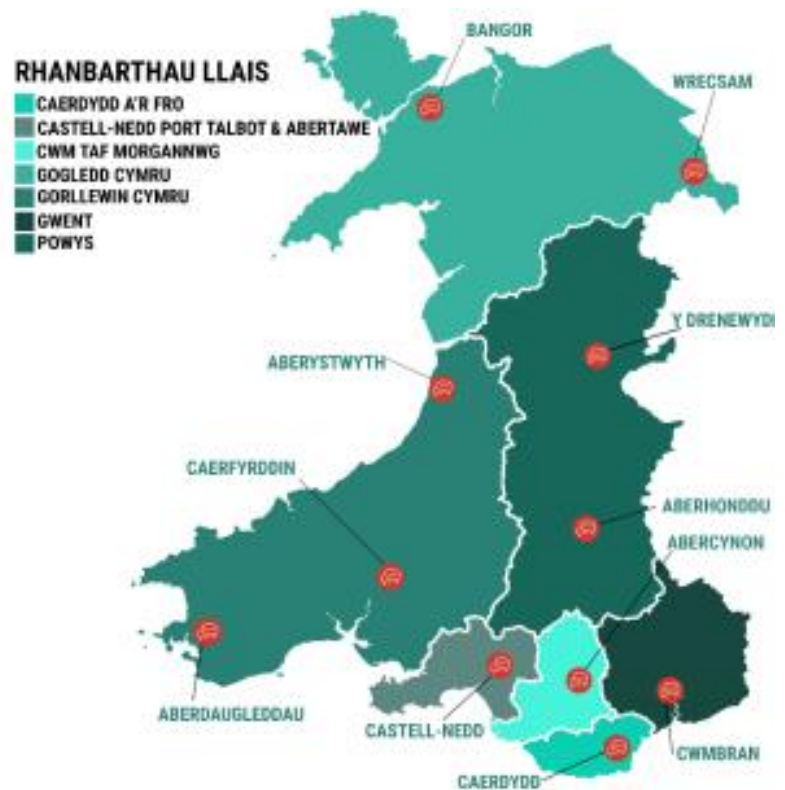 BANGOR
RHANBARTHAU LLAIS
WRECSAM
CAERDYDD A'R FRO
CASTELL-NEDD PORT TALBOT & ABERTAWE
CWM TAF MORGANNWG
GOGLEDD CYMRU
GORLLEWIN CYMRU
GWENT
POWYS
Y DRENEWYD
ABERYSTWYTH
CAERFYRDDIN
ABERHONDDU
ABERCYNON
ABERDAUGLEDDAU
CASTELL-NEDD
CWMBRAN
CAERDYDD